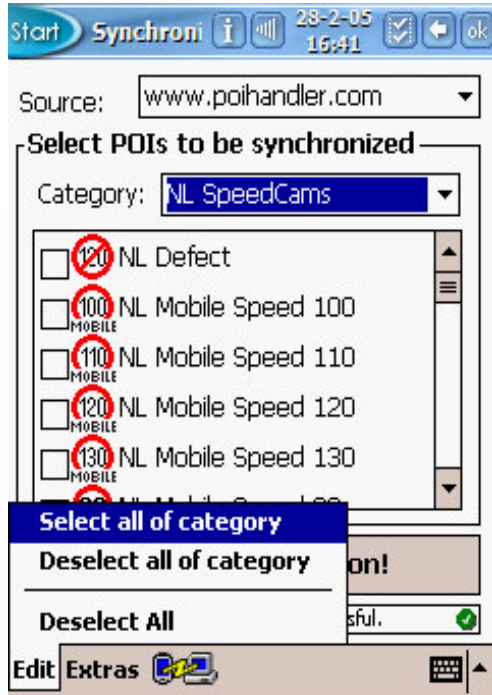 Start Synchroni 28-2-05
16:41 ok
Source: www.poihandler.com
Select POIs to be synchronized
Category: NL SpeedCams
120 NL Defect
100 MOBILE NL Mobile Speed 100
110 MOBILE NL Mobile Speed 110
120 MOBILE NL Mobile Speed 120
130 MOBILE NL Mobile Speed 130
Select all of category
Deselect all of category on!
Deselect All sful.
Edit Extras